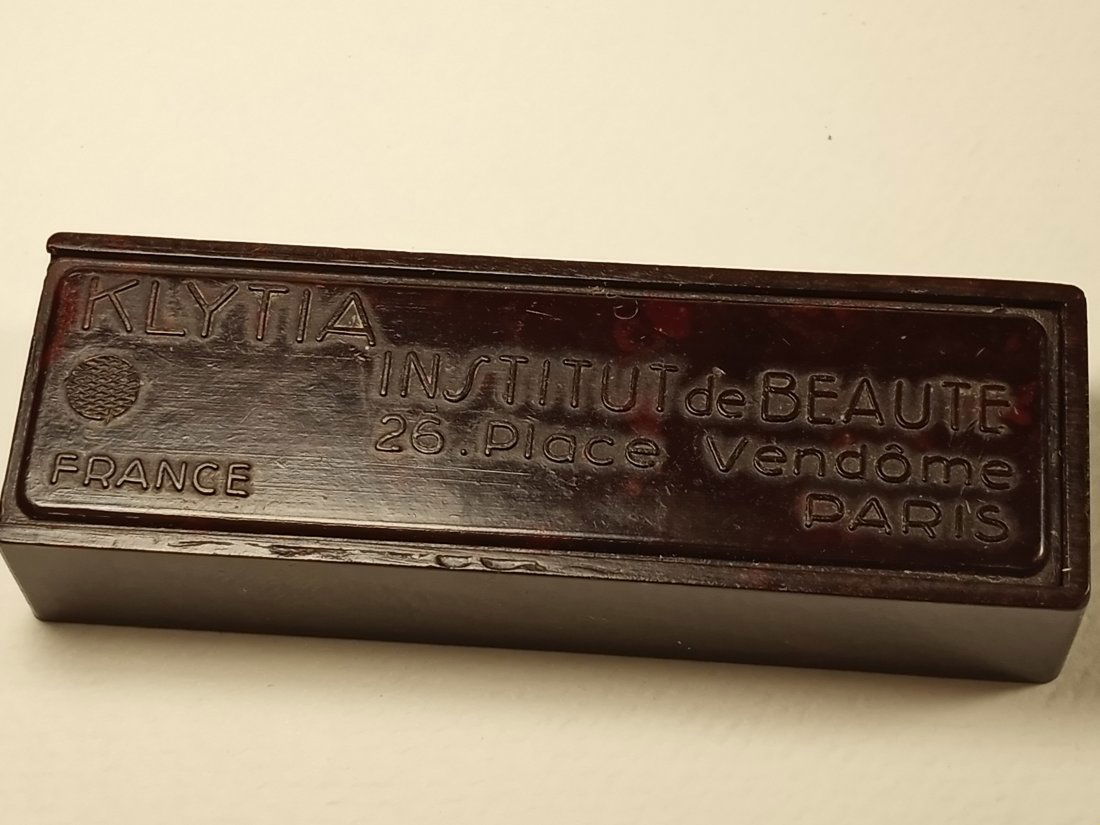 KLYTIA
INSTITUT de BEAUTE
26. Place Vendôme
PARIS
FRANCE